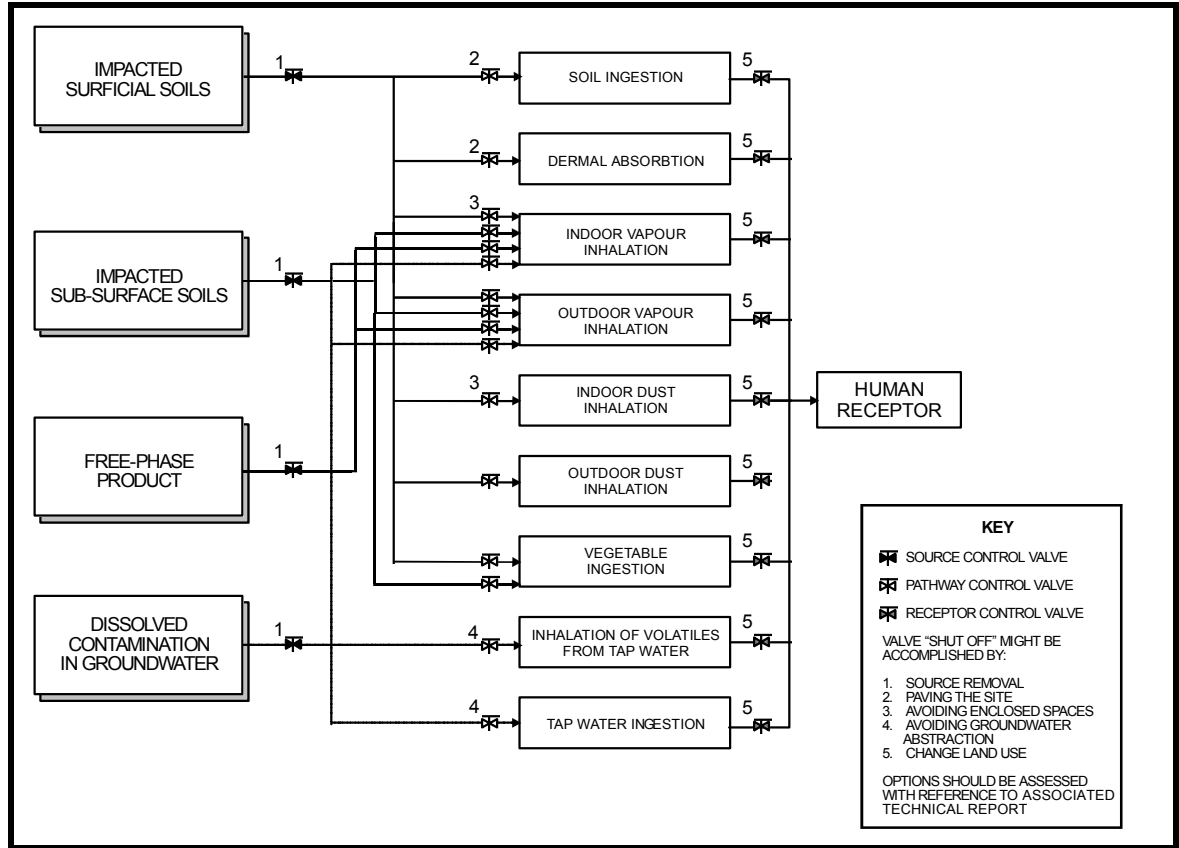 IMPACTED
SURFICIAL SOILS
1
2
SOIL INGESTION
5
2
DERMAL ABSORBTION
5
3
INDOOR VAPOUR
INHALATION
5
IMPACTED
SUB-SURFACE SOILS
1
OUTDOOR VAPOUR
INHALATION
5
3
INDOOR DUST
INHALATION
5
HUMAN
RECEPTOR
FREE-PHASE
PRODUCT
1
OUTDOOR DUST
INHALATION
5
VEGETABLE
INGESTION
5
DISSOLVED
CONTAMINATION
IN GROUNDWATER
1
4
INHALATION OF VOLATILES
FROM TAP WATER
5
4
TAP WATER INGESTION
5
KEY
SOURCE CONTROL VALVE
PATHWAY CONTROL VALVE
RECEPTOR CONTROL VALVE
VALVE “SHUT OFF” MIGHT BE
ACCOMPLISHED BY:
1. SOURCE REMOVAL
2. PAVING THE SITE
3. AVOIDING ENCLOSED SPACES
4. AVOIDING GROUNDWATER
ABSTRACTION
5. CHANGE LAND USE
OPTIONS SHOULD BE ASSESSED
WITH REFERENCE TO ASSOCIATED
TECHNICAL REPORT